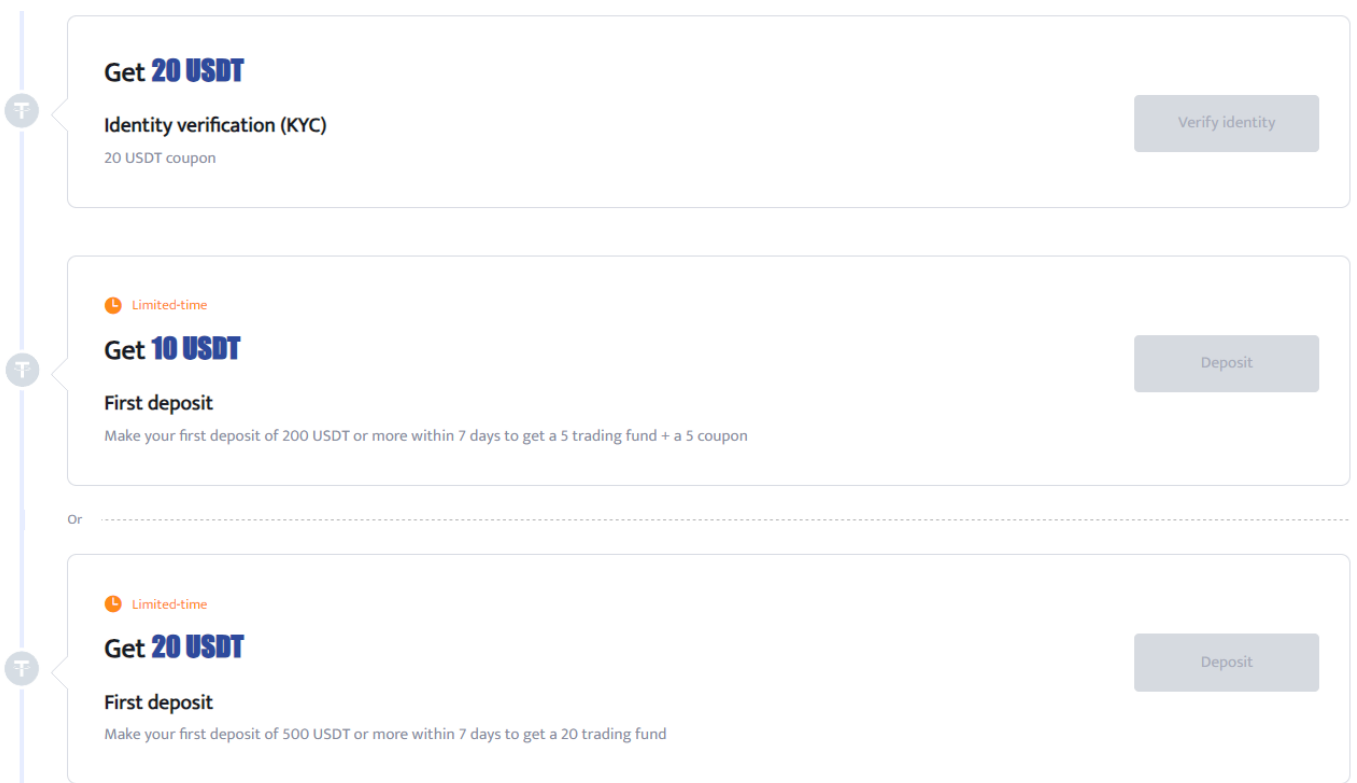 Get 20 USDT
Identity verification (KYC)
20 USDT coupon
Verify identity
Limited-time
Get 10 USDT
First deposit
Make your first deposit of 200 USDT or more within 7 days to get a 5 trading fund + a 5 coupon
Deposit
Or
Limited-time
Get 20 USDT
First deposit
Make your first deposit of 500 USDT or more within 7 days to get a 20 trading fund
Deposit